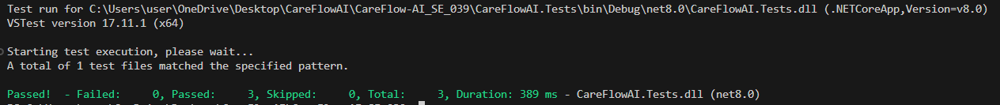 Test run for C:\Users\user\OneDrive\Desktop\CareFlowAI\CareFlow-AI_SE_039\CareFlowAI.Tests\bin\Debug\net8.0\CareFlowAI.Tests.dll (.NETCoreApp,Version=v8.0)
VSTest version 17.11.1 (x64)
Starting test execution, please wait...
A total of 1 test files matched the specified pattern.
Passed!  - Failed:     0, Passed:     3, Skipped:     0, Total:     3, Duration: 389 ms - CareFlowAI.Tests.dll (net8.0)